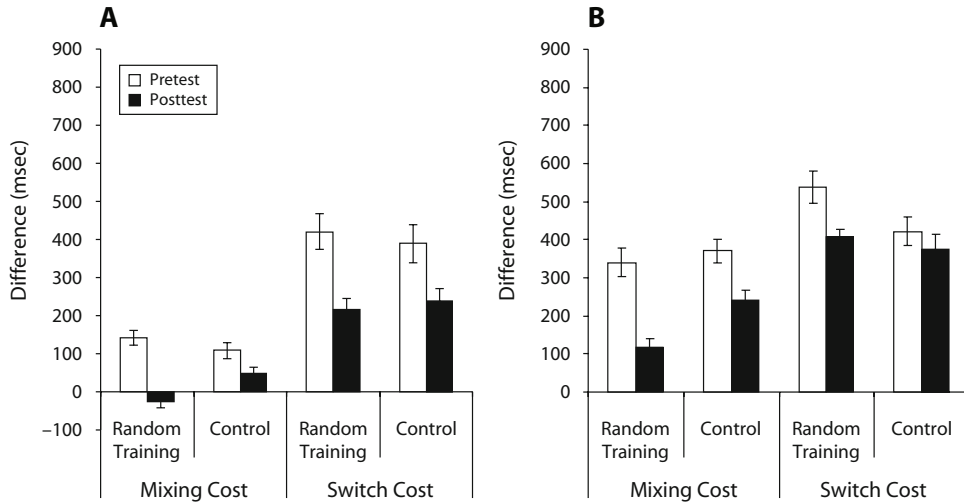 A
900
800
700
600
500
400
300
200
100
0
–100
Difference (msec)
Pretest
Posttest
Random Training
Control
Random Training
Control
Mixing Cost
Switch Cost
B
900
800
700
600
500
400
300
200
100
0
Difference (msec)
Random Training
Control
Random Training
Control
Mixing Cost
Switch Cost